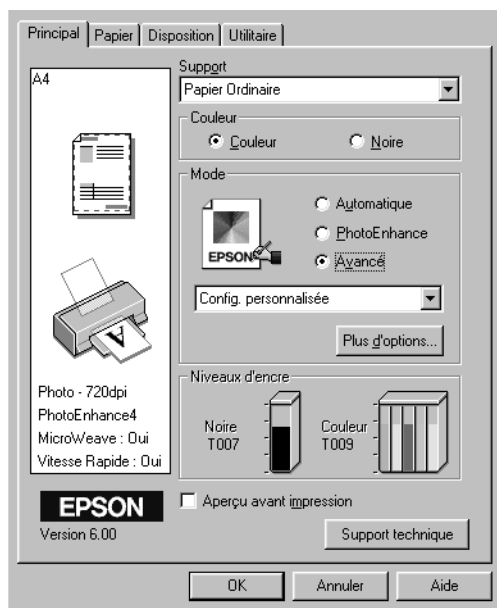 Principal Papier Disposition Utilitaire
A4
Support
Papier Ordinaire
Couleur
Couleur Noire
Mode
EPSON
Automatique
PhotoEnhance
Avancé
Config. personnalisée
Plus d'options...
Photo - 720dpi
PhotoEnhance4
MicroWeave : Oui
Vitesse Rapide : Oui
Niveaux d'encre
Noire
T007
Couleur
T009
EPSON
Version 6.00
Aperçu avant impression
Support technique
OK Annuler Aide